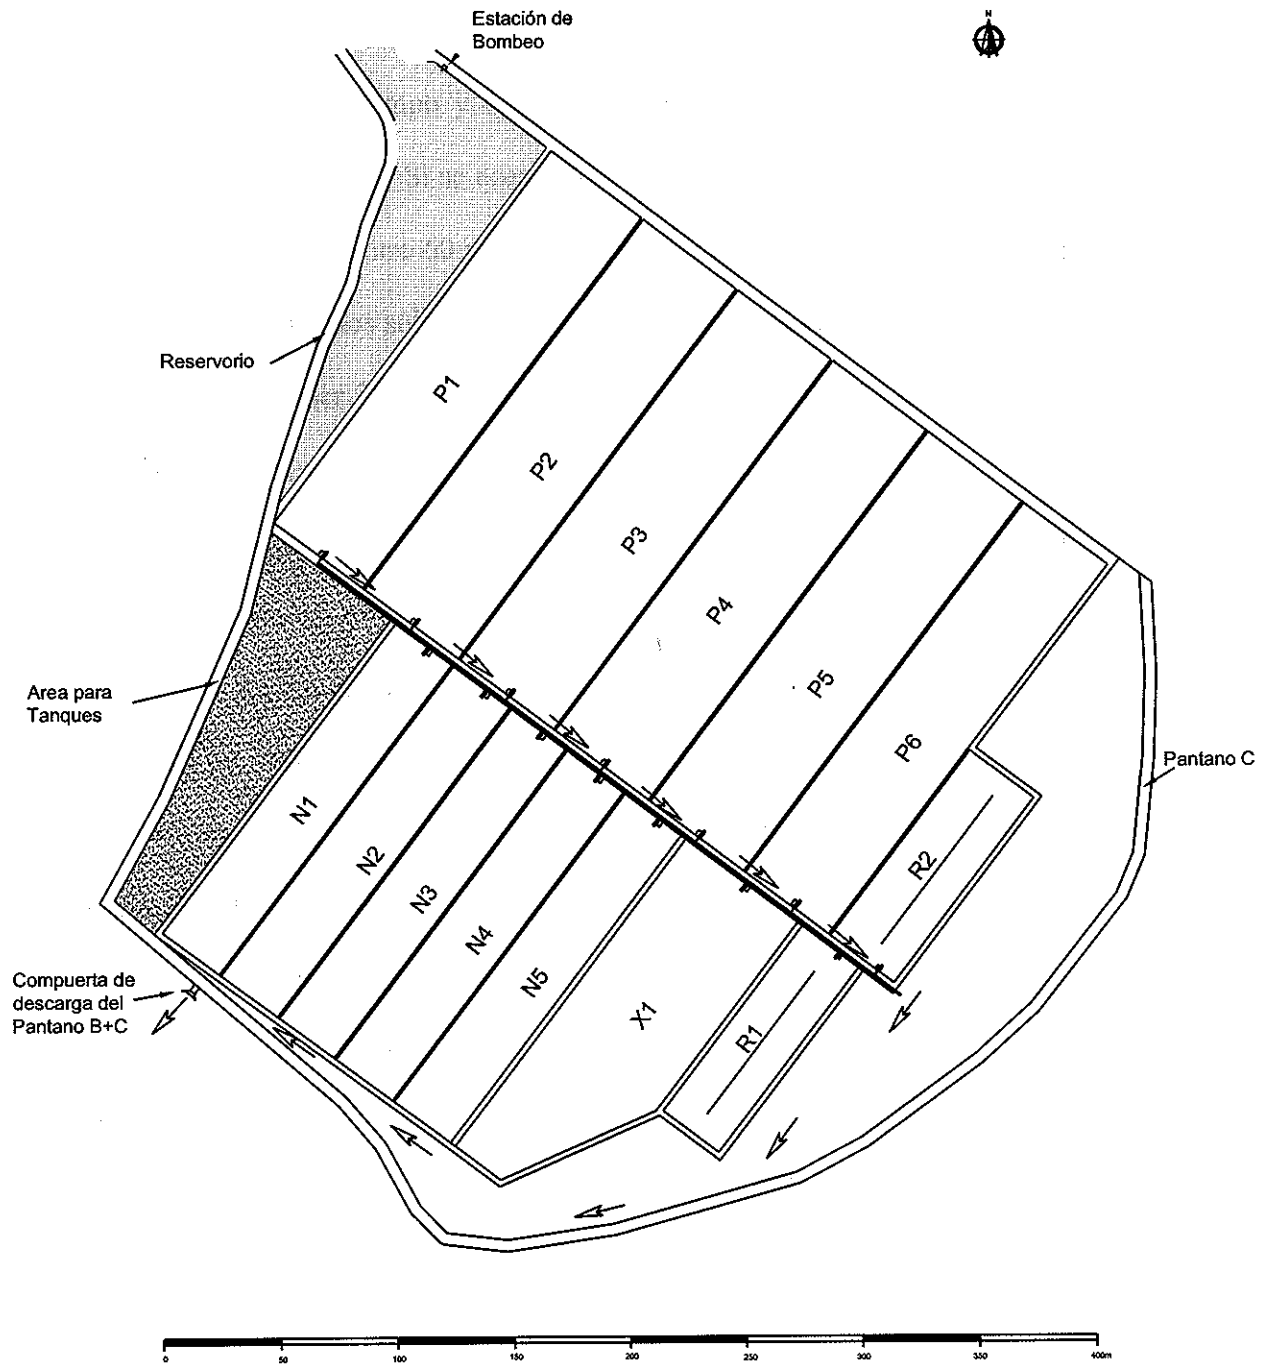 Estación de
Bombeo
N
Reservorio
P1
P2
P3
P4
P5
P6
Area para
Tanques
Pantano C
N1
N2
N3
N4
N5
X1
R1
R2
Compuerta de
descarga del
Pantano B+C
0 50 100 150 200 250 300 350 400m